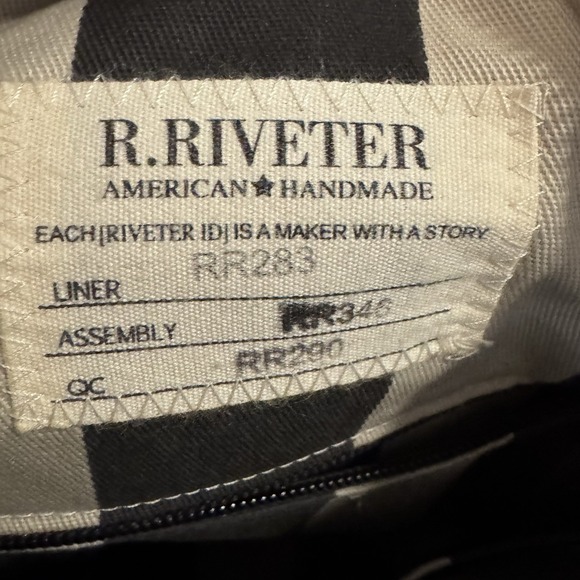 R.RIVETER
AMERICAN★HANDMADE
EACH [RIVETER ID] IS A MAKER WITH A STORY
RR283
LINER
ASSEMBLY RR346
QC RR290